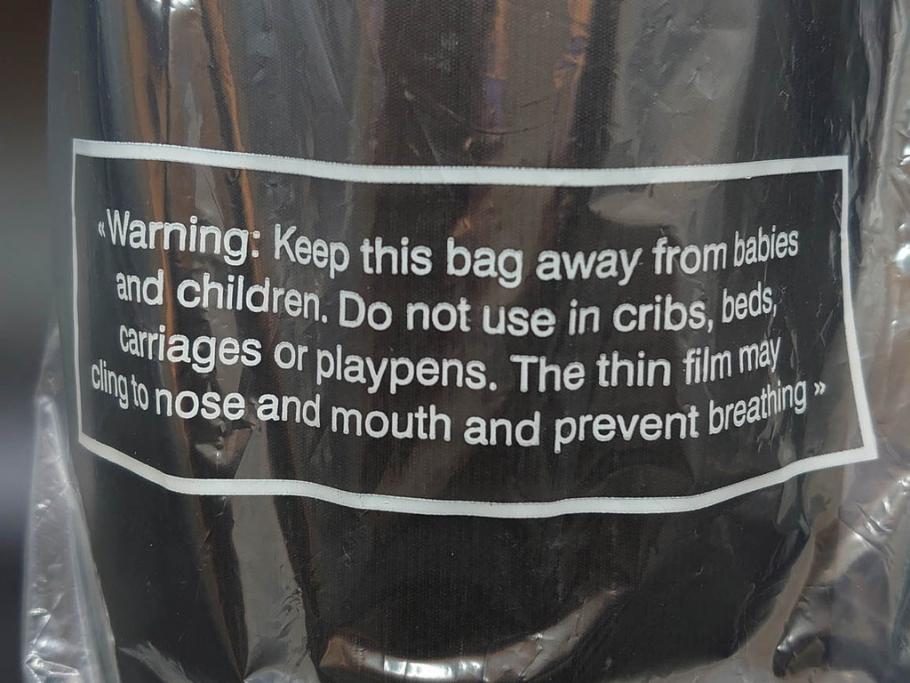 «Warning: Keep this bag away from babies
and children. Do not use in cribs, beds,
carriages or playpens. The thin film may
cling to nose and mouth and prevent breathing »